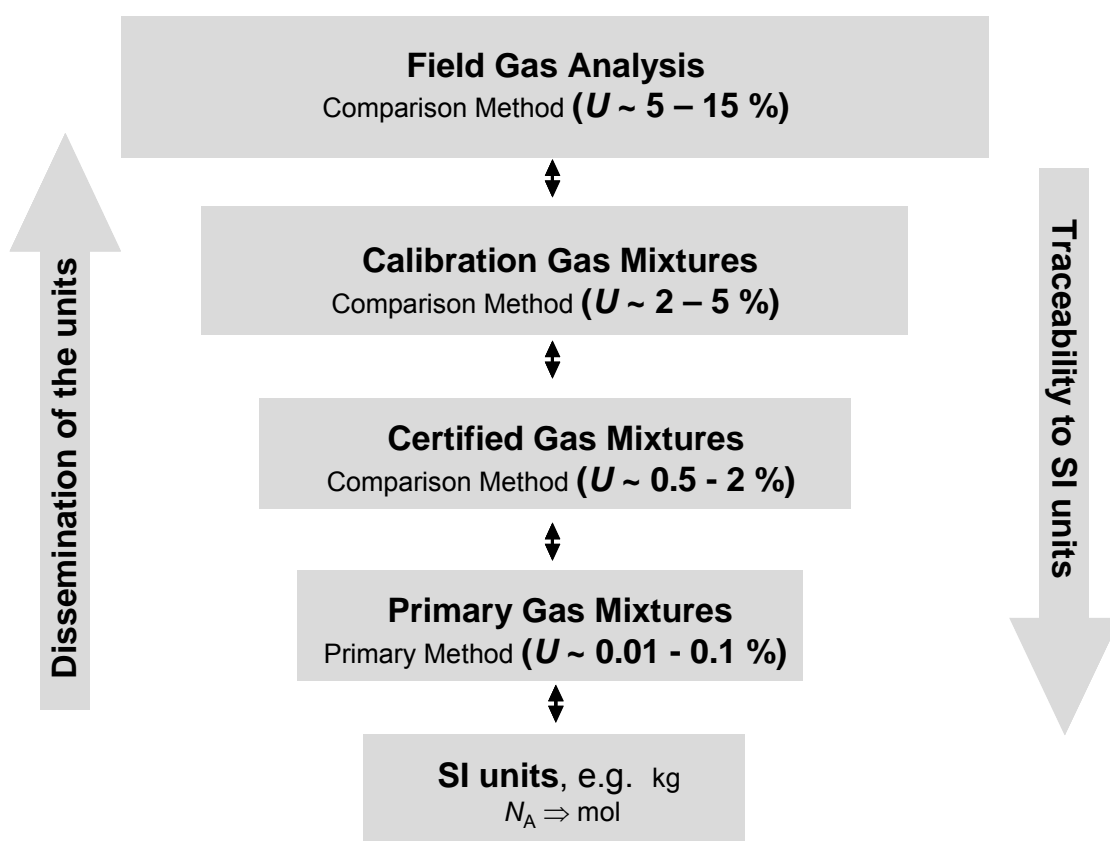 Field Gas Analysis
Comparison Method (U ~ 5 – 15 %)
Calibration Gas Mixtures
Comparison Method (U ~ 2 – 5 %)
Certified Gas Mixtures
Comparison Method (U ~ 0.5 - 2 %)
Primary Gas Mixtures
Primary Method (U ~ 0.01 - 0.1 %)
SI units, e.g. kg
N_A ⇒ mol
Dissemination of the units
Traceability to SI units